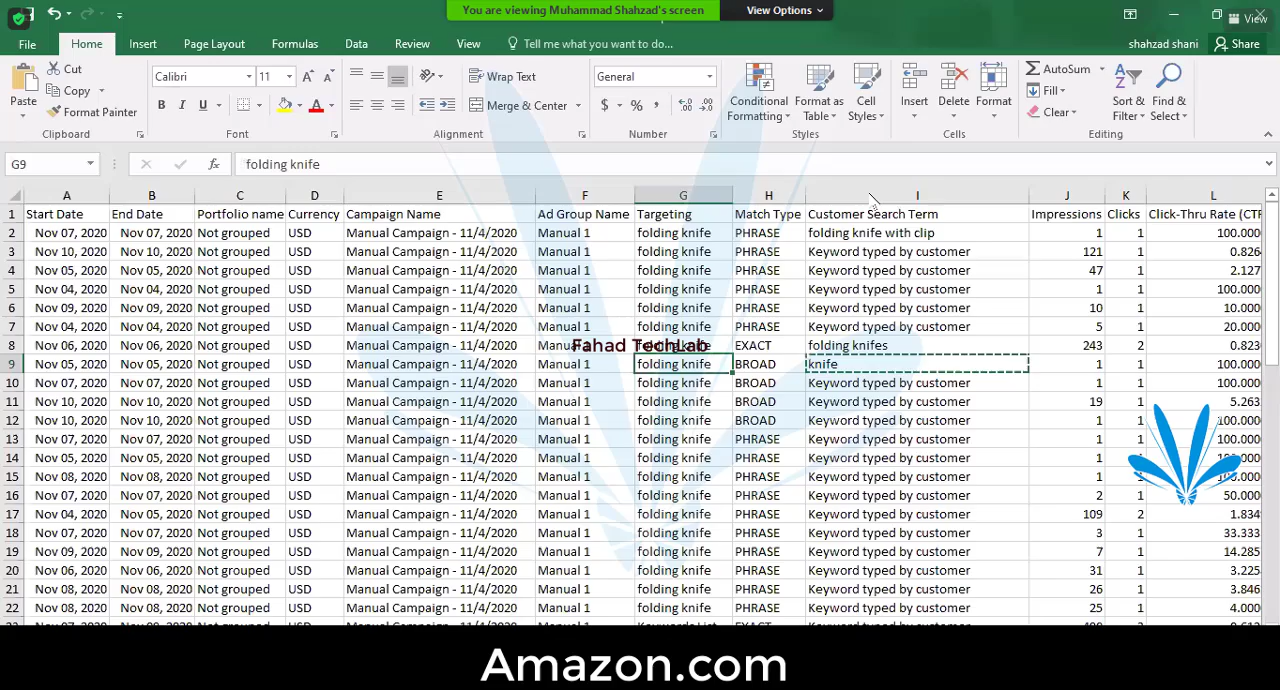 You are viewing Muhammad Shahzad's screen View Options
View
File Home Insert Page Layout Formulas Data Review View Tell me what you want to do... shahzad shani Share
Paste Cut Copy Format Painter
Calibri 11
B I U A
Wrap Text
Merge & Center
General
$ % ,
Conditional Formatting Format as Table Cell Styles
Insert Delete Format
AutoSum Fill Clear
Sort & Filter Find & Select
Clipboard Font Alignment Number Styles Cells Editing
G9 fx folding knife
A B C D E F G H I J K L
1 Start Date End Date Portfolio name Currency Campaign Name Ad Group Name Targeting Match Type Customer Search Term Impressions Clicks Click-Thru Rate (CTR
2 Nov 07, 2020 Nov 07, 2020 Not grouped USD Manual Campaign - 11/4/2020 Manual 1 folding knife PHRASE folding knife with clip 1 1 100.000
3 Nov 10, 2020 Nov 10, 2020 Not grouped USD Manual Campaign - 11/4/2020 Manual 1 folding knife PHRASE Keyword typed by customer 121 1 0.826
4 Nov 05, 2020 Nov 05, 2020 Not grouped USD Manual Campaign - 11/4/2020 Manual 1 folding knife PHRASE Keyword typed by customer 47 1 2.127
5 Nov 05, 2020 Nov 05, 2020 Not grouped USD Manual Campaign - 11/4/2020 Manual 1 folding knife PHRASE Keyword typed by customer 1 1 100.000
6 Nov 09, 2020 Nov 09, 2020 Not grouped USD Manual Campaign - 11/4/2020 Manual 1 folding knife PHRASE Keyword typed by customer 10 1 10.000
7 Nov 04, 2020 Nov 04, 2020 Not grouped USD Manual Campaign - 11/4/2020 Manual 1 folding knife PHRASE Keyword typed by customer 5 1 20.000
8 Nov 06, 2020 Nov 06, 2020 Not grouped USD Manual Campaign - 11/4/2020 Manual 1 folding knife EXACT folding knifes 243 2 0.823
Fahad TechLab
9 Nov 05, 2020 Nov 05, 2020 Not grouped USD Manual Campaign - 11/4/2020 Manual 1 folding knife BROAD knife 1 1 100.000
10 Nov 07, 2020 Nov 07, 2020 Not grouped USD Manual Campaign - 11/4/2020 Manual 1 folding knife BROAD Keyword typed by customer 1 1 100.000
11 Nov 10, 2020 Nov 10, 2020 Not grouped USD Manual Campaign - 11/4/2020 Manual 1 folding knife BROAD Keyword typed by customer 19 1 5.263
12 Nov 10, 2020 Nov 10, 2020 Not grouped USD Manual Campaign - 11/4/2020 Manual 1 folding knife BROAD Keyword typed by customer 1 1 100.000
13 Nov 07, 2020 Nov 07, 2020 Not grouped USD Manual Campaign - 11/4/2020 Manual 1 folding knife PHRASE Keyword typed by customer 1 1 100.000
14 Nov 05, 2020 Nov 05, 2020 Not grouped USD Manual Campaign - 11/4/2020 Manual 1 folding knife PHRASE Keyword typed by customer 1
15 Nov 08, 2020 Nov 08, 2020 Not grouped USD Manual Campaign - 11/4/2020 Manual 1 folding knife PHRASE Keyword typed by customer 1
16 Nov 07, 2020 Nov 07, 2020 Not grouped USD Manual Campaign - 11/4/2020 Manual 1 folding knife PHRASE Keyword typed by customer 2 1 50.000
17 Nov 04, 2020 Nov 04, 2020 Not grouped USD Manual Campaign - 11/4/2020 Manual 1 folding knife PHRASE Keyword typed by customer 109 2 1.834
18 Nov 07, 2020 Nov 07, 2020 Not grouped USD Manual Campaign - 11/4/2020 Manual 1 folding knife PHRASE Keyword typed by customer 3 1 33.333
19 Nov 09, 2020 Nov 09, 2020 Not grouped USD Manual Campaign - 11/4/2020 Manual 1 folding knife PHRASE Keyword typed by customer 7 1 14.285
20 Nov 06, 2020 Nov 06, 2020 Not grouped USD Manual Campaign - 11/4/2020 Manual 1 folding knife PHRASE Keyword typed by customer 31 1 3.225
21 Nov 08, 2020 Nov 08, 2020 Not grouped USD Manual Campaign - 11/4/2020 Manual 1 folding knife PHRASE Keyword typed by customer 26 1 3.846
22 Nov 08, 2020 Nov 08, 2020 Not grouped USD Manual Campaign - 11/4/2020 Manual 1 folding knife PHRASE Keyword typed by customer 25 1 4.000
Amazon.com